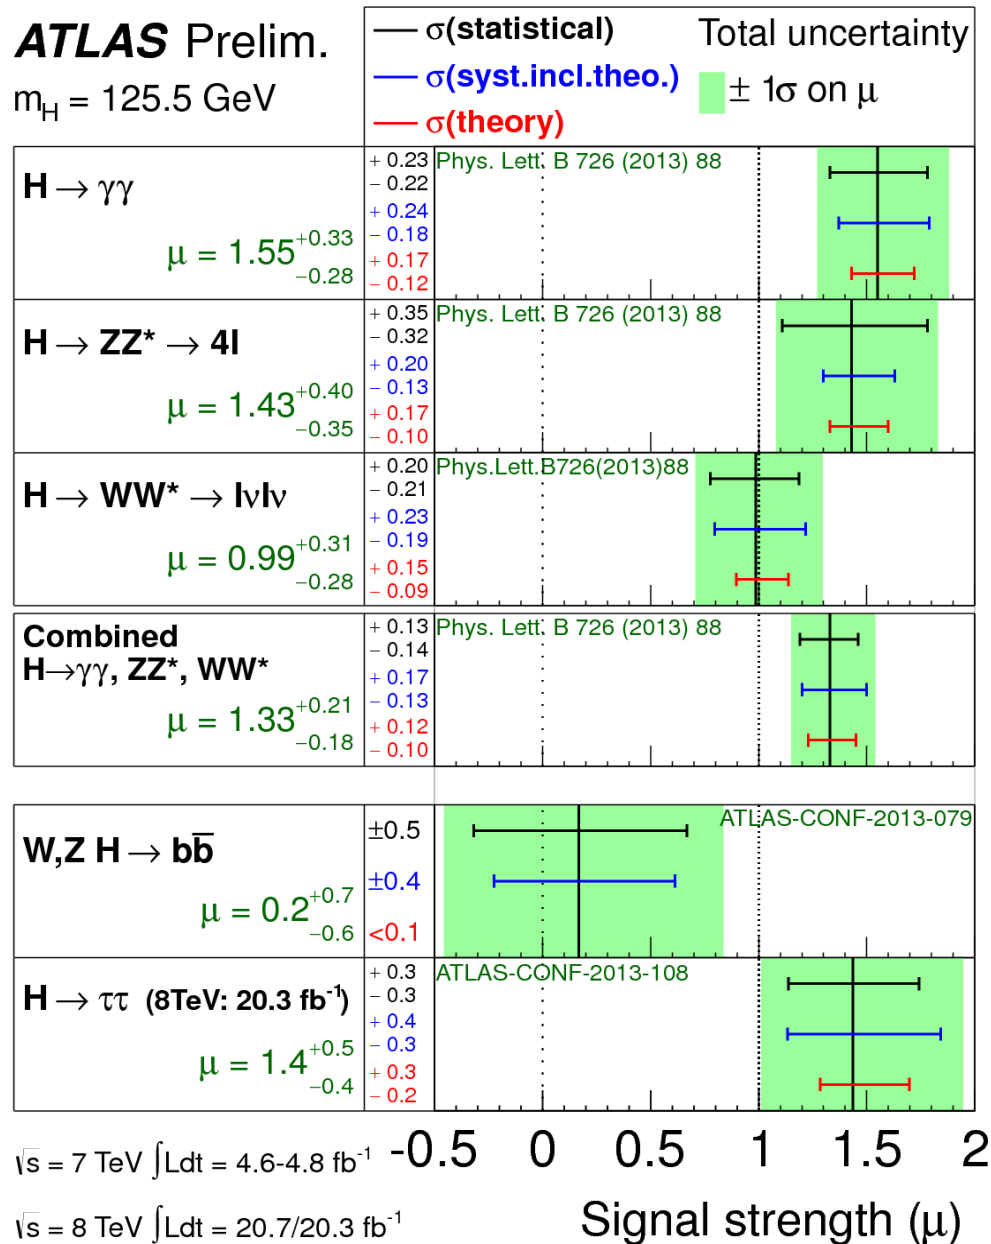 ATLAS Prelim.
m_H = 125.5 GeV
σ(statistical)
σ(syst.incl.theo.)
σ(theory)
Total uncertainty
± 1σ on μ
H → γγ
μ = 1.55 +0.33 −0.28
+ 0.23
− 0.22
+ 0.24
− 0.18
+ 0.17
− 0.12
Phys. Lett. B 726 (2013) 88
H → ZZ* → 4l
μ = 1.43 +0.40 −0.35
+ 0.35
− 0.32
+ 0.20
− 0.13
+ 0.17
− 0.10
Phys. Lett. B 726 (2013) 88
H → WW* → lνlν
μ = 0.99 +0.31 −0.28
+ 0.20
− 0.21
+ 0.23
− 0.19
+ 0.15
− 0.09
Phys.Lett.B726(2013)88
Combined
H→γγ, ZZ*, WW*
μ = 1.33 +0.21 −0.18
+ 0.13
− 0.14
+ 0.17
− 0.13
+ 0.12
− 0.10
Phys. Lett. B 726 (2013) 88
W,Z H → bb̅
μ = 0.2 +0.7 −0.6
±0.5
±0.4
<0.1
ATLAS-CONF-2013-079
H → ττ (8TeV: 20.3 fb⁻¹)
μ = 1.4 +0.5 −0.4
+ 0.3
− 0.3
+ 0.4
− 0.3
+ 0.3
− 0.2
ATLAS-CONF-2013-108
-0.5 0 0.5 1 1.5 2
√s = 7 TeV ∫Ldt = 4.6-4.8 fb⁻¹
√s = 8 TeV ∫Ldt = 20.7/20.3 fb⁻¹
Signal strength (μ)